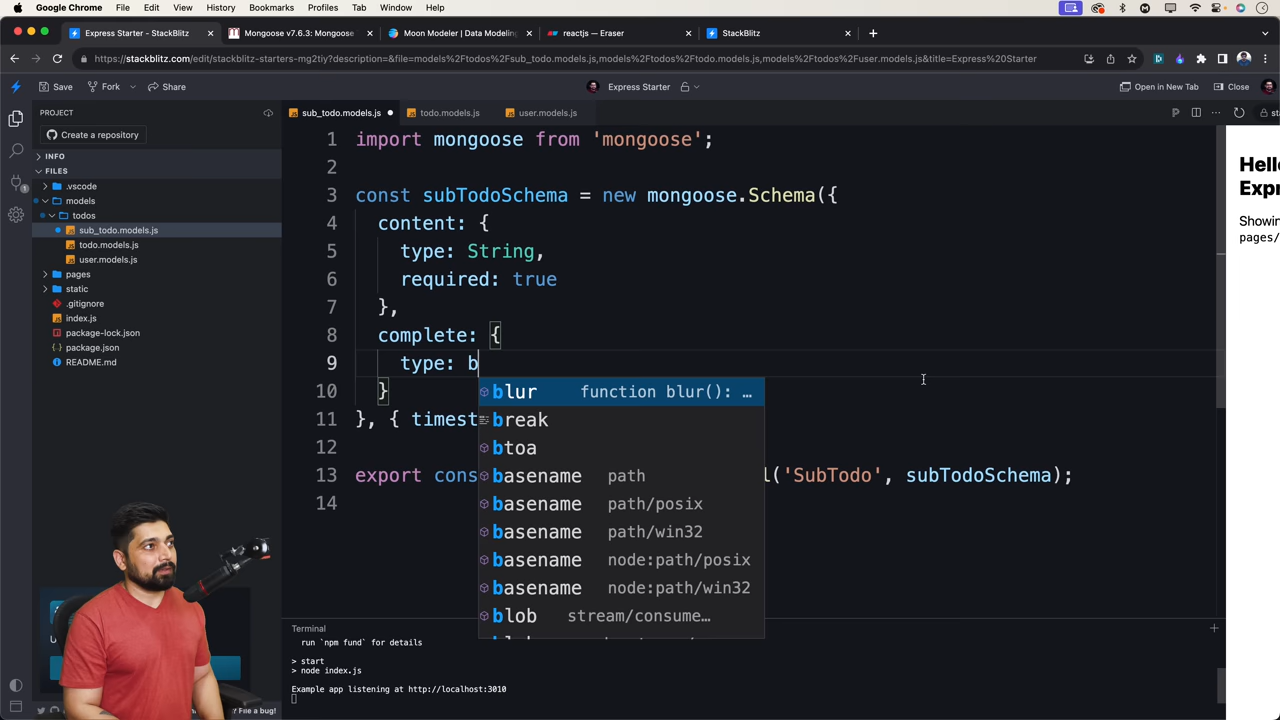 Google Chrome File Edit View History Bookmarks Profiles Tab Window Help
Express Starter - StackBlitz
Mongoose v7.6.3: Mongoose
Moon Modeler | Data Modeling
reactjs — Eraser
StackBlitz
https://stackblitz.com/edit/stackblitz-starters-mg2tiy?description=&file=models%2Ftodos%2Fsub_todo.models.js,models%2Ftodos%2Ftodo.models.js,models%2Ftodos%2Fuser.models.js&title=Express%20Starter
Save Fork Share Express Starter Open in New Tab Close
PROJECT
Create a repository
INFO
FILES
.vscode
models
todos
sub_todo.models.js
todo.models.js
user.models.js
pages
static
.gitignore
index.js
package-lock.json
package.json
README.md
sub_todo.models.js todo.models.js user.models.js
1 import mongoose from 'mongoose';
2
3 const subTodoSchema = new mongoose.Schema({
4 content: {
5 type: String,
6 required: true
7 },
8 complete: {
9 type: b
10 }
11 }, { timest
12
13 export cons l('SubTodo', subTodoSchema);
14
blur function blur(): …
break
btoa
basename path
basename path/posix
basename path/win32
basename node:path/posix
basename node:path/win32
blob stream/consume…
Hell
Expr
Showin
pages/
Terminal
run `npm fund` for details
> start
> node index.js
Example app listening at http://localhost:3010
File a bug!